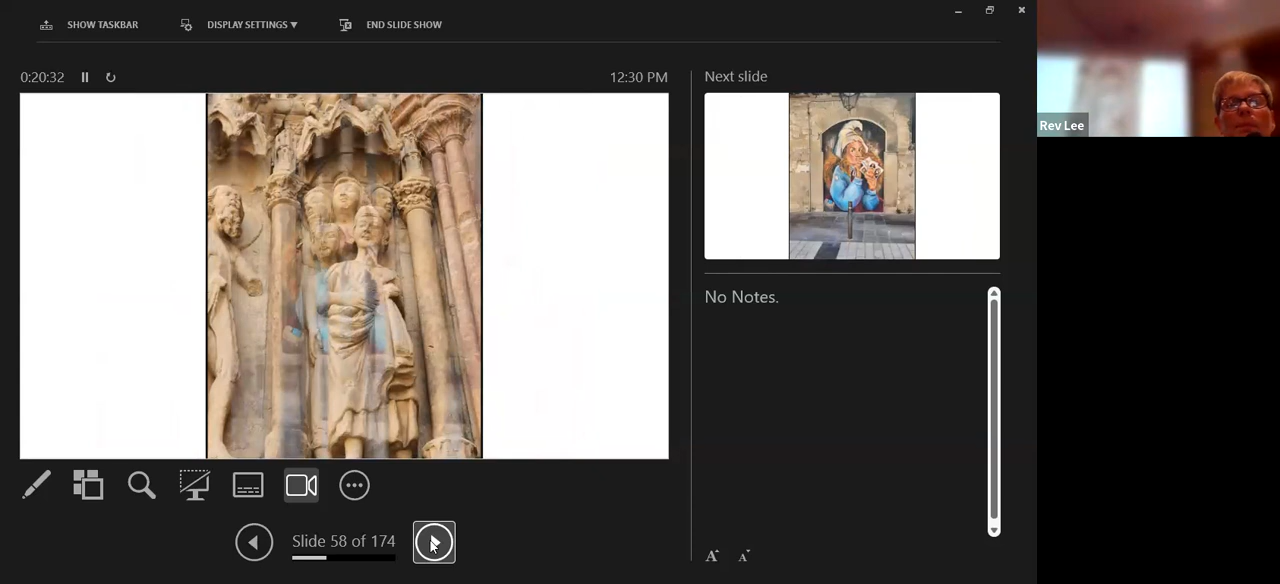 SHOW TASKBAR
DISPLAY SETTINGS
END SLIDE SHOW
0:20:32
12:30 PM
Next slide
Rev Lee
No Notes.
Slide 58 of 174
A A